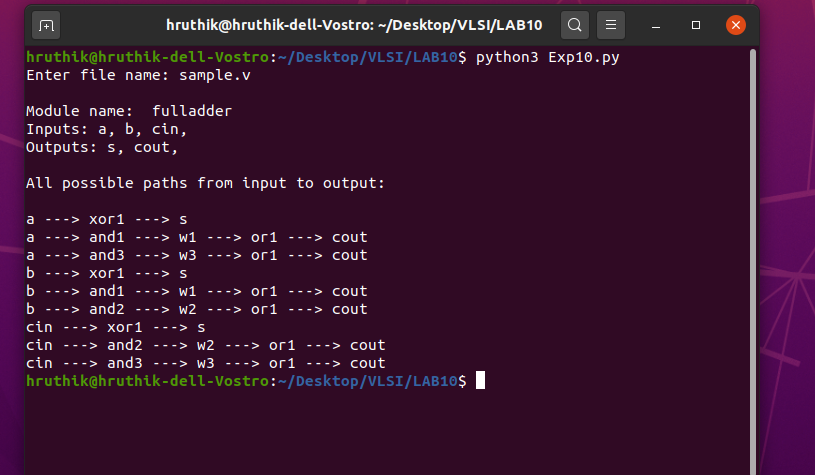 hruthik@hruthik-dell-Vostro: ~/Desktop/VLSI/LAB10
hruthik@hruthik-dell-Vostro:~/Desktop/VLSI/LAB10$ python3 Exp10.py
Enter file name: sample.v
Module name:  fulladder
Inputs: a, b, cin,
Outputs: s, cout,
All possible paths from input to output:
a ---> xor1 ---> s
a ---> and1 ---> w1 ---> or1 ---> cout
a ---> and3 ---> w3 ---> or1 ---> cout
b ---> xor1 ---> s
b ---> and1 ---> w1 ---> or1 ---> cout
b ---> and2 ---> w2 ---> or1 ---> cout
cin ---> xor1 ---> s
cin ---> and2 ---> w2 ---> or1 ---> cout
cin ---> and3 ---> w3 ---> or1 ---> cout
hruthik@hruthik-dell-Vostro:~/Desktop/VLSI/LAB10$